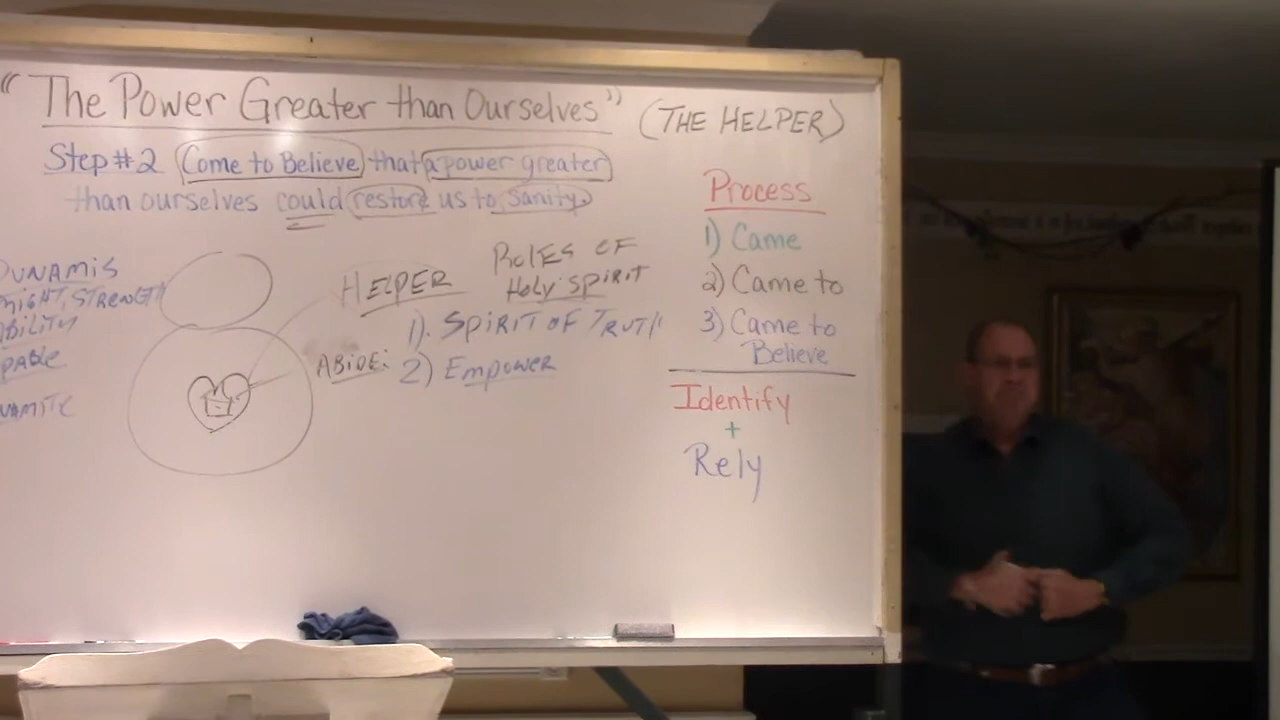 "The Power Greater than Ourselves" (THE HELPER)
Step #2 Come to Believe that a power greater
than ourselves could restore us to sanity.
DUNAMIS
MIGHT, STRENGTH
HELPER
ROLES OF
HOLY SPIRIT
1). SPIRIT OF TRUTH
ABIDE: 2) EMPOWER
Process
1) Came
2) Came to
3) Came to
Believe
Identify
+
Rely